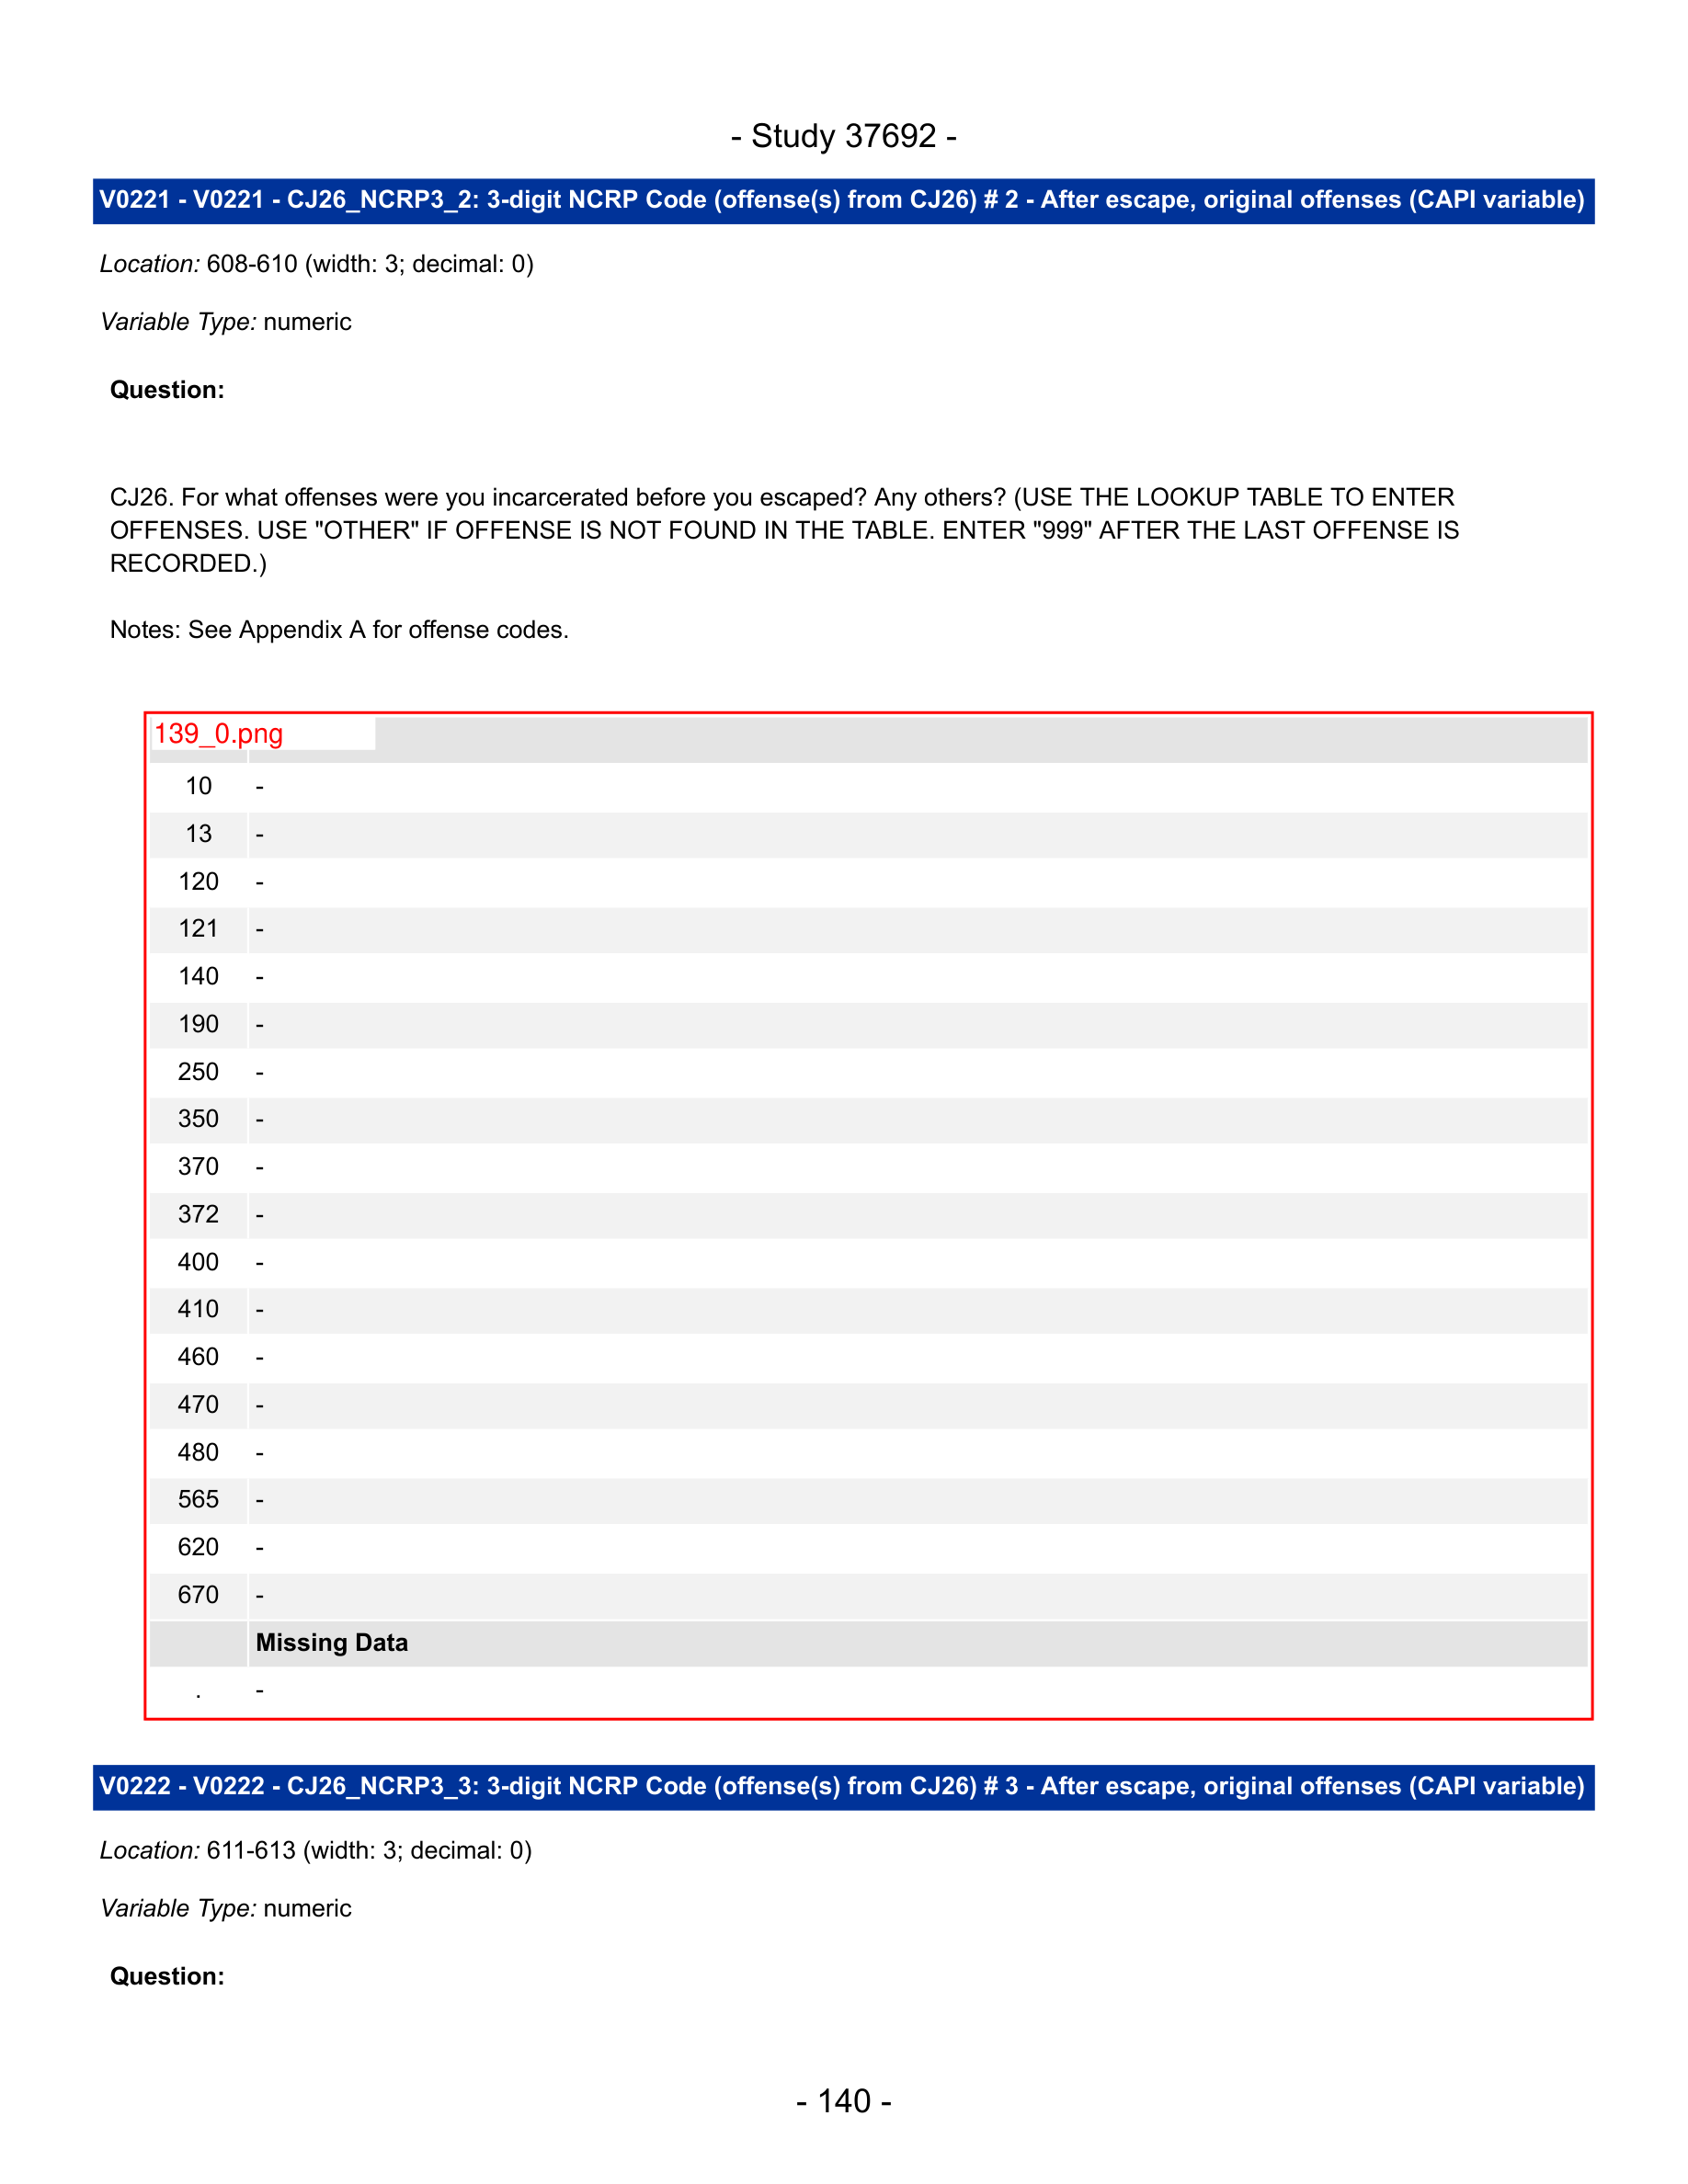 - Study 37692 -
V0221 - V0221 - CJ26_NCRP3_2: 3-digit NCRP Code (offense(s) from CJ26) # 2 - After escape, original offenses (CAPI variable)
Location: 608-610 (width: 3; decimal: 0)
Variable Type: numeric
Question:
CJ26. For what offenses were you incarcerated before you escaped? Any others? (USE THE LOOKUP TABLE TO ENTER
OFFENSES. USE "OTHER" IF OFFENSE IS NOT FOUND IN THE TABLE. ENTER "999" AFTER THE LAST OFFENSE IS
RECORDED.)
Notes: See Appendix A for offense codes.
139_0.png
10 -
13 -
120 -
121 -
140 -
190 -
250 -
350 -
370 -
372 -
400 -
410 -
460 -
470 -
480 -
565 -
620 -
670 -
Missing Data
. -
V0222 - V0222 - CJ26_NCRP3_3: 3-digit NCRP Code (offense(s) from CJ26) # 3 - After escape, original offenses (CAPI variable)
Location: 611-613 (width: 3; decimal: 0)
Variable Type: numeric
Question:
- 140 -